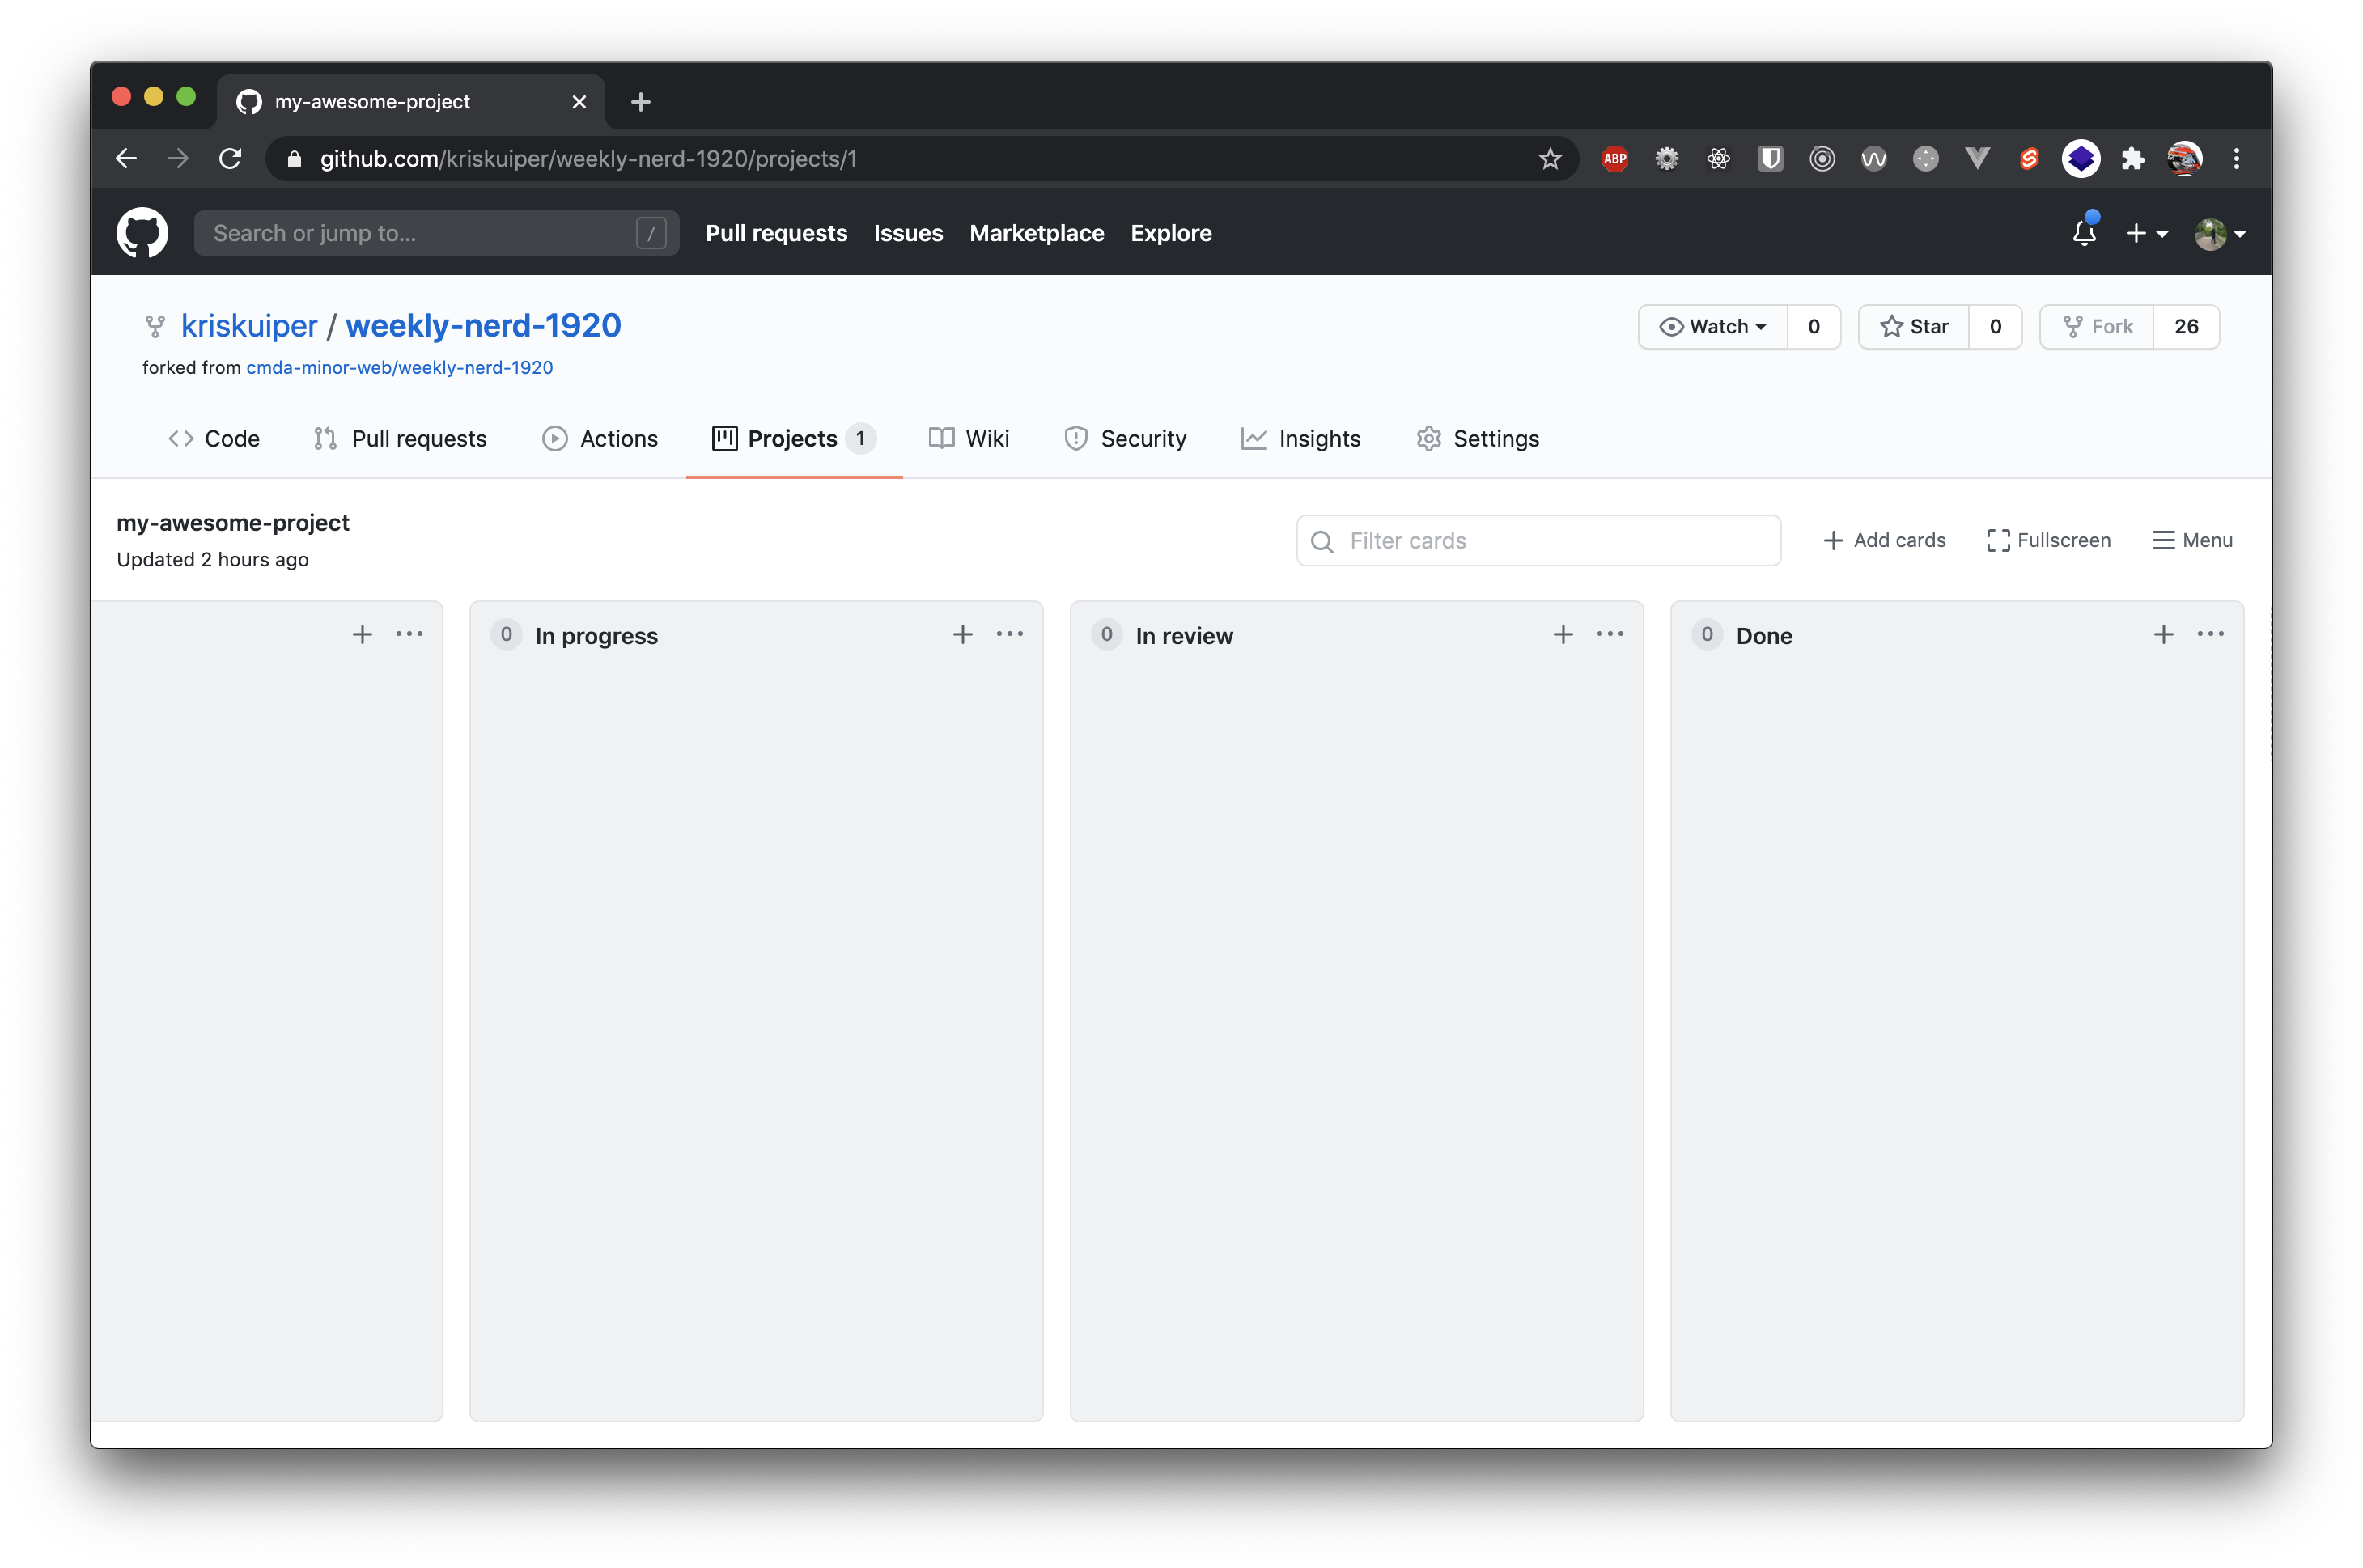 my-awesome-project
github.com/kriskuiper/weekly-nerd-1920/projects/1
ABP
Search or jump to...
/
Pull requests
Issues
Marketplace
Explore
kriskuiper / weekly-nerd-1920
forked from cmda-minor-web/weekly-nerd-1920
Watch 0
Star 0
Fork 26
Code
Pull requests
Actions
Projects 1
Wiki
Security
Insights
Settings
my-awesome-project
Updated 2 hours ago
Filter cards
Add cards
Fullscreen
Menu
0 In progress
0 In review
0 Done